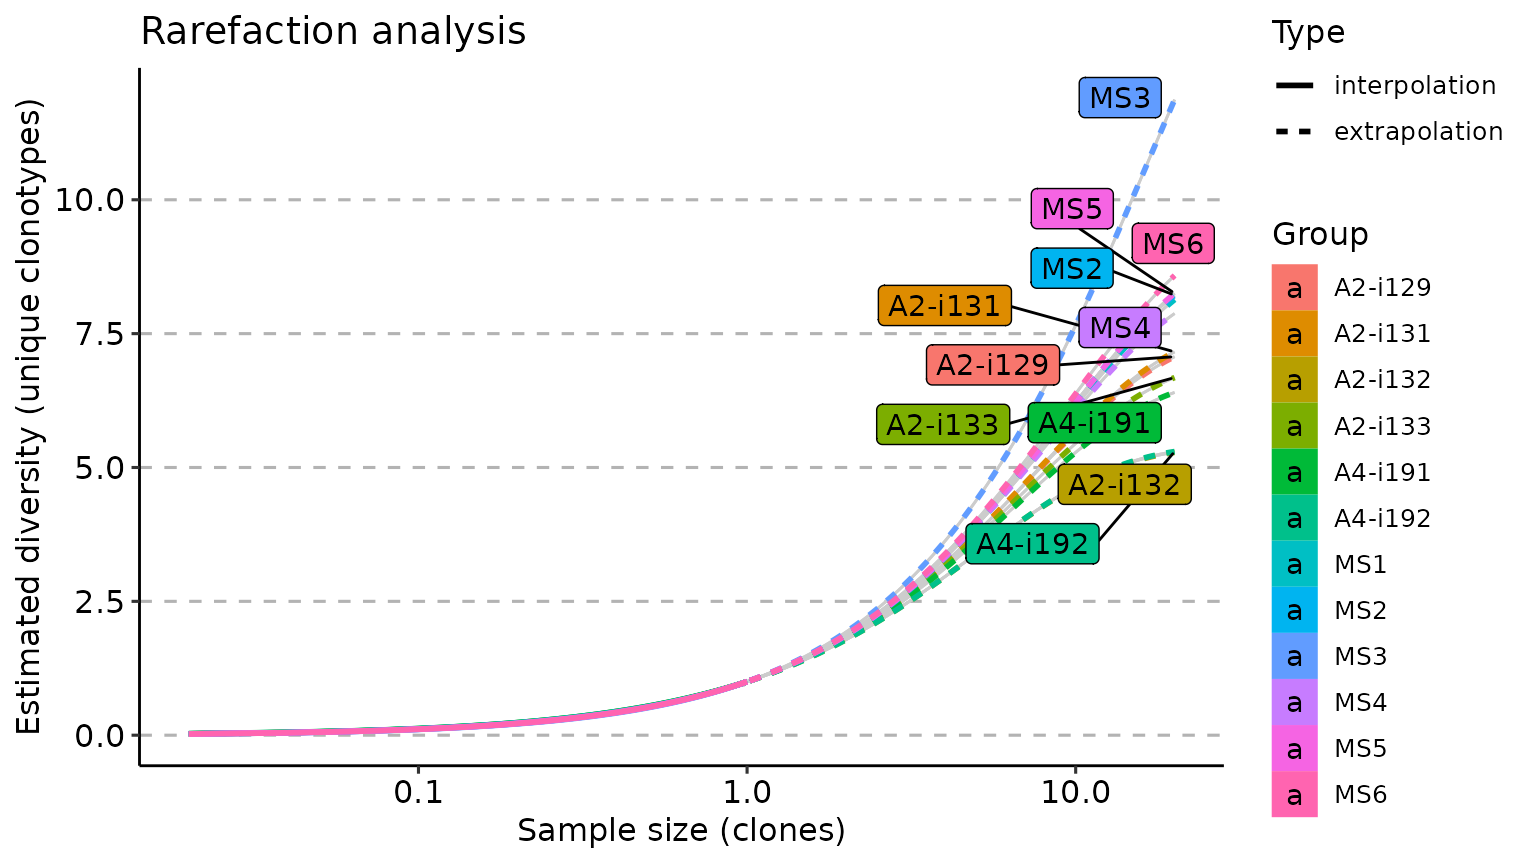 Rarefaction analysis
Estimated diversity (unique clonotypes)
10.0
7.5
5.0
2.5
0.0
0.1
1.0
10.0
Sample size (clones)
MS3
MS5
MS6
MS2
A2-i131
MS4
A2-i129
A2-i133
A4-i191
A2-i132
A4-i192
Type
interpolation
extrapolation
Group
a A2-i129
a A2-i131
a A2-i132
a A2-i133
a A4-i191
a A4-i192
a MS1
a MS2
a MS3
a MS4
a MS5
a MS6